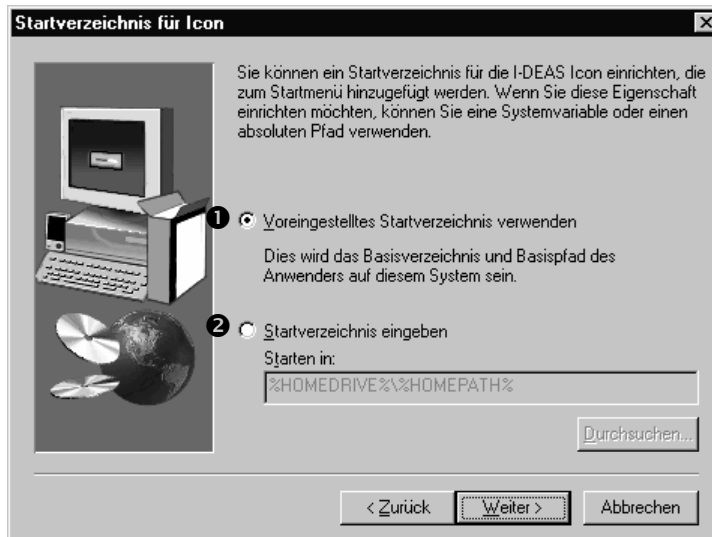 Startverzeichnis für Icon
Sie können ein Startverzeichnis für die I-DEAS Icon einrichten, die
zum Startmenü hinzugefügt werden. Wenn Sie diese Eigenschaft
einrichten möchten, können Sie eine Systemvariable oder einen
absoluten Pfad verwenden.
❶ Voreingestelltes Startverzeichnis verwenden
Dies wird das Basisverzeichnis und Basispfad des
Anwenders auf diesem System sein.
❷ Startverzeichnis eingeben
Starten in:
%HOMEDRIVE%\%HOMEPATH%
Durchsuchen...
< Zurück Weiter > Abbrechen